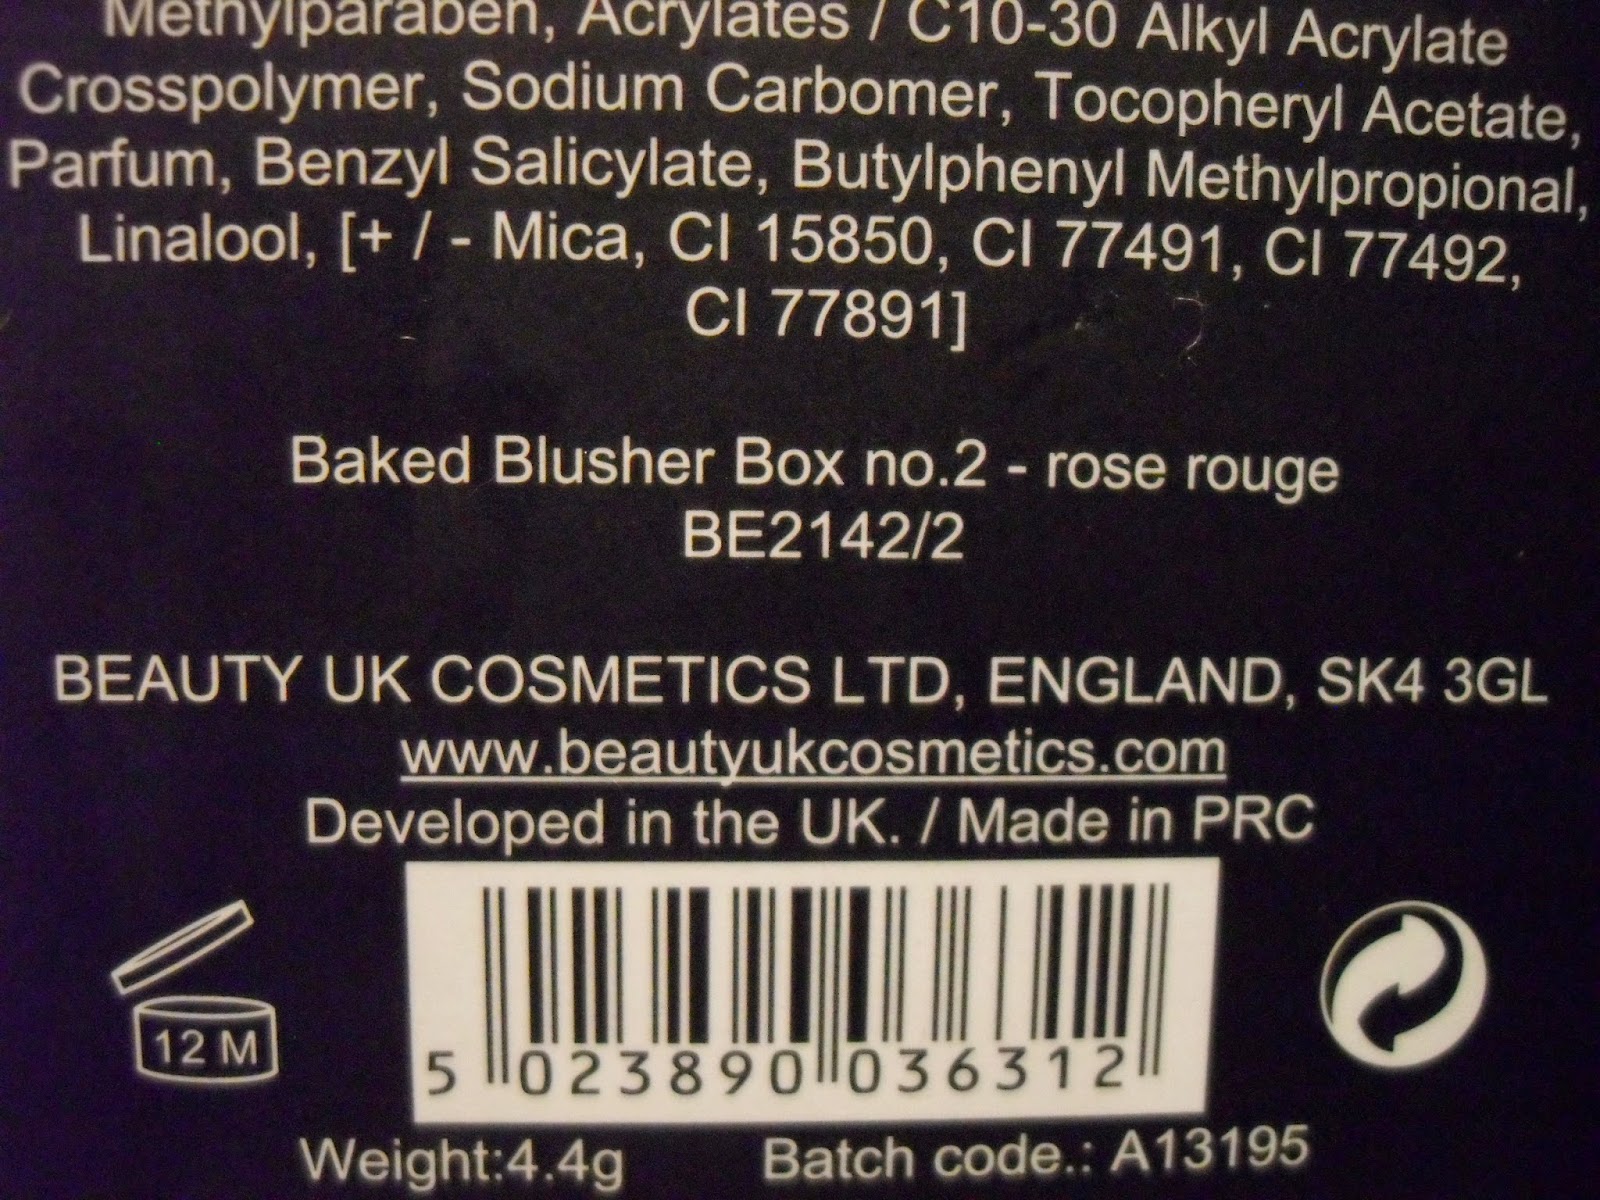 Methylparaben, Acrylates / C10-30 Alkyl Acrylate
Crosspolymer, Sodium Carbomer, Tocopheryl Acetate,
Parfum, Benzyl Salicylate, Butylphenyl Methylpropional,
Linalool, [+ / - Mica, CI 15850, CI 77491, CI 77492,
CI 77891]
Baked Blusher Box no.2 - rose rouge
BE2142/2
BEAUTY UK COSMETICS LTD, ENGLAND, SK4 3GL
www.beautyukcosmetics.com
Developed in the UK. / Made in PRC
12 M
5 023890 036312
Weight:4.4g Batch code.: A13195